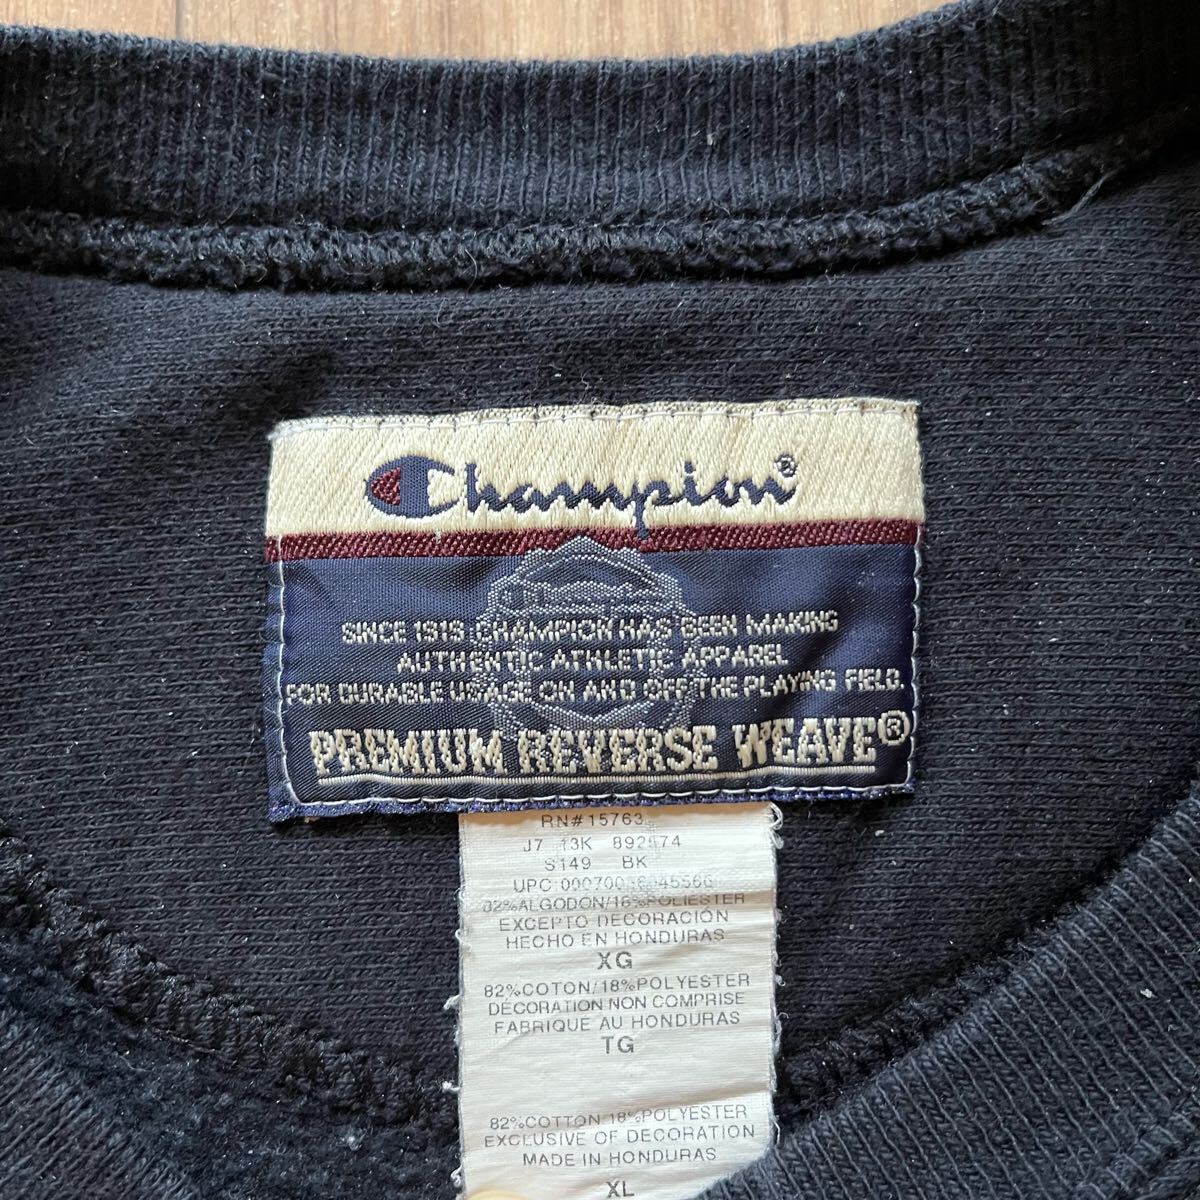 Champion®
SINCE 1919, CHAMPION HAS BEEN MAKING
AUTHENTIC ATHLETIC APPAREL
FOR DURABLE USAGE ON AND OFF THE PLAYING FIELD.
PREMIUM REVERSE WEAVE®
RN#15763
J7 13K
S149 BK
UPC:
82%ALGODON/18%POLIESTER
EXCEPTO DECORACIÓN
HECHO EN HONDURAS
XG
82%COTON/18%POLYESTER
DÉCORATION NON COMPRISE
FABRIQUE AU HONDURAS
TG
82%COTTON/18%POLYESTER
EXCLUSIVE OF DECORATION
MADE IN HONDURAS
XL